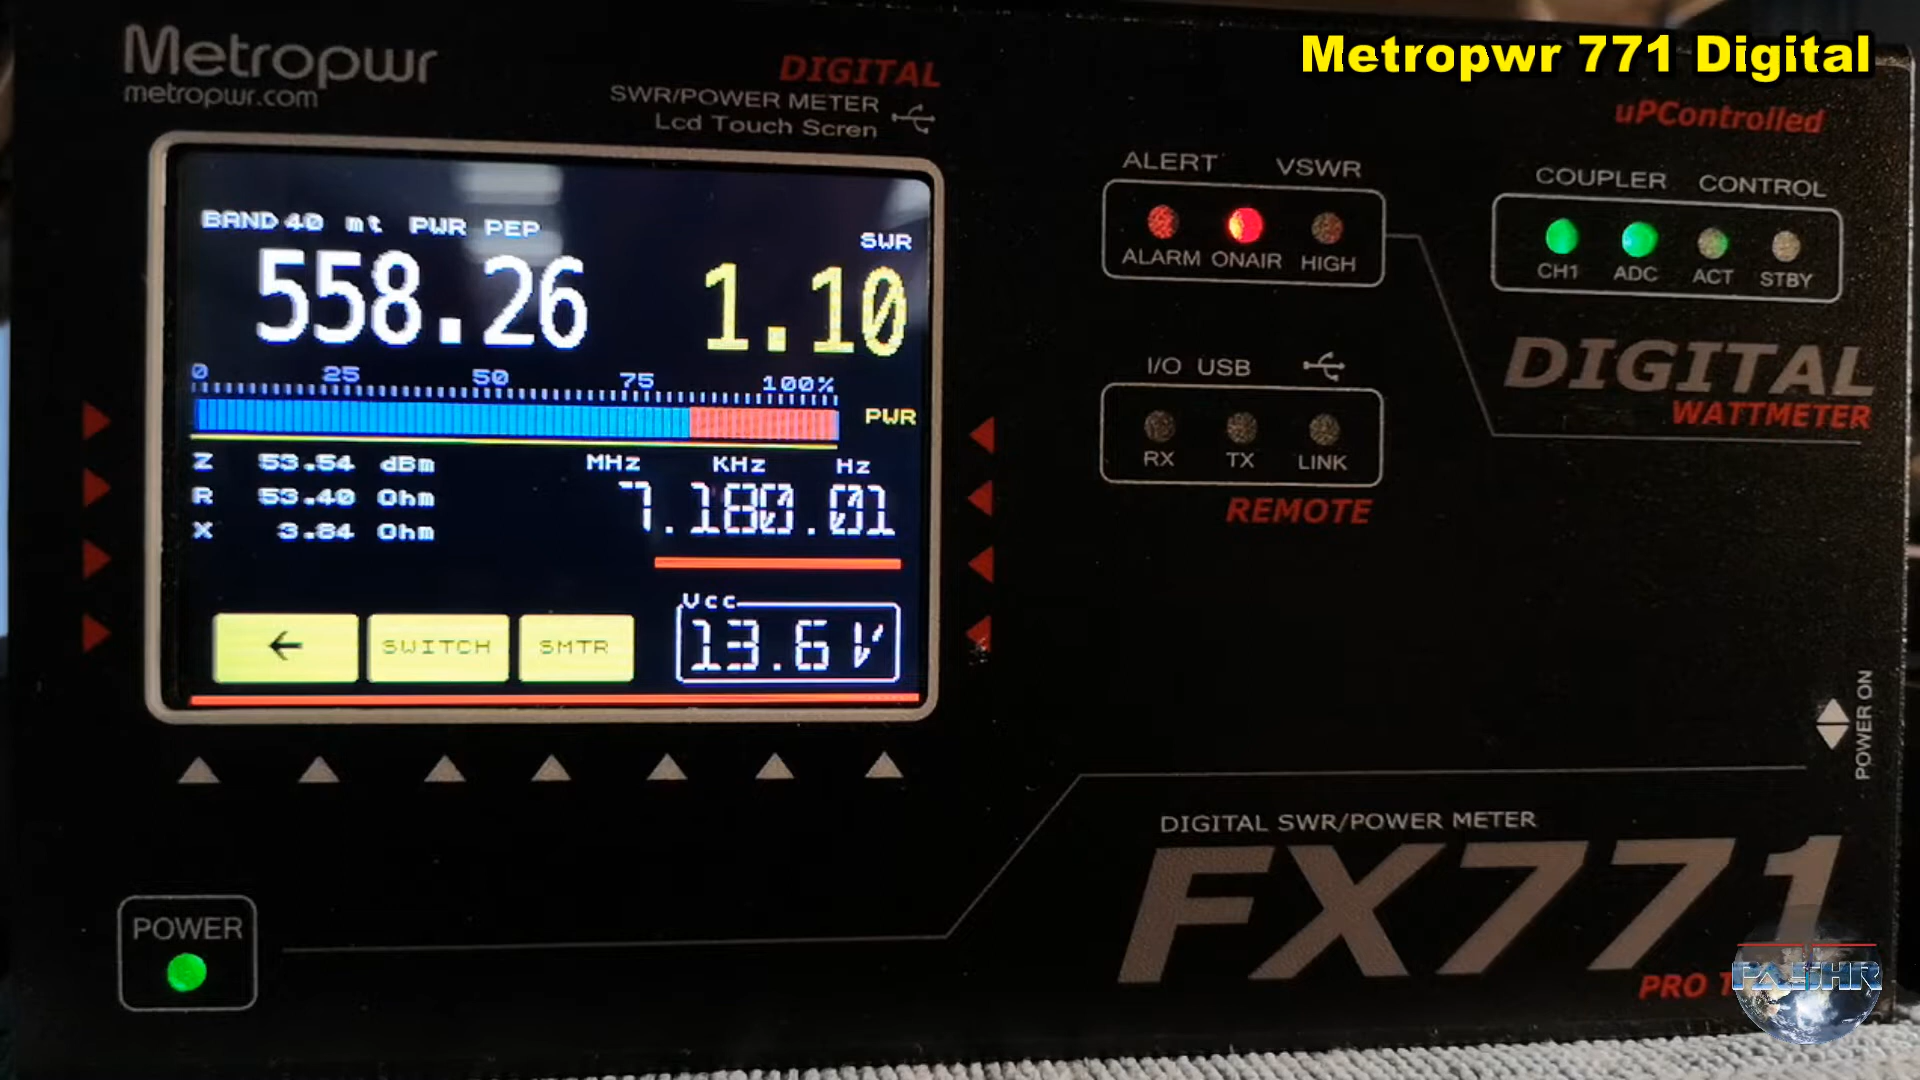 Metropwr 771 Digital
Metropwr
metropwr.com
DIGITAL
SWR/POWER METER
Lcd Touch Scren
uPControlled
BAND 40 mt PWR PEP
SWR
558.26
1.10
0 25 50 75 100%
PWR
Z 53.54 dBm
R 53.40 Ohm
X 3.84 Ohm
MHz KHz Hz
7.180.01
←
SWITCH
SMTR
Vcc
13.6 V
ALERT VSWR
ALARM ONAIR HIGH
COUPLER CONTROL
CH1 ADC ACT STBY
DIGITAL
WATTMETER
I/O USB
RX TX LINK
REMOTE
POWER ON
DIGITAL SWR/POWER METER
FX771
PRO
POWER